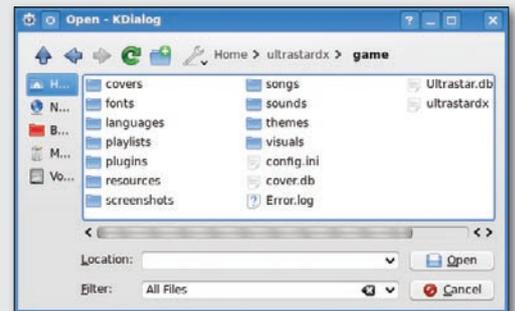 Open - KDialog
Home > ultrastardx > game
H...
N...
B...
M...
Vo...
covers
fonts
languages
playlists
plugins
resources
screenshots
songs
sounds
themes
visuals
config.ini
cover.db
Error.log
Ultrastar.db
ultrastardx
Location:
Open
Filter:
All Files
Cancel